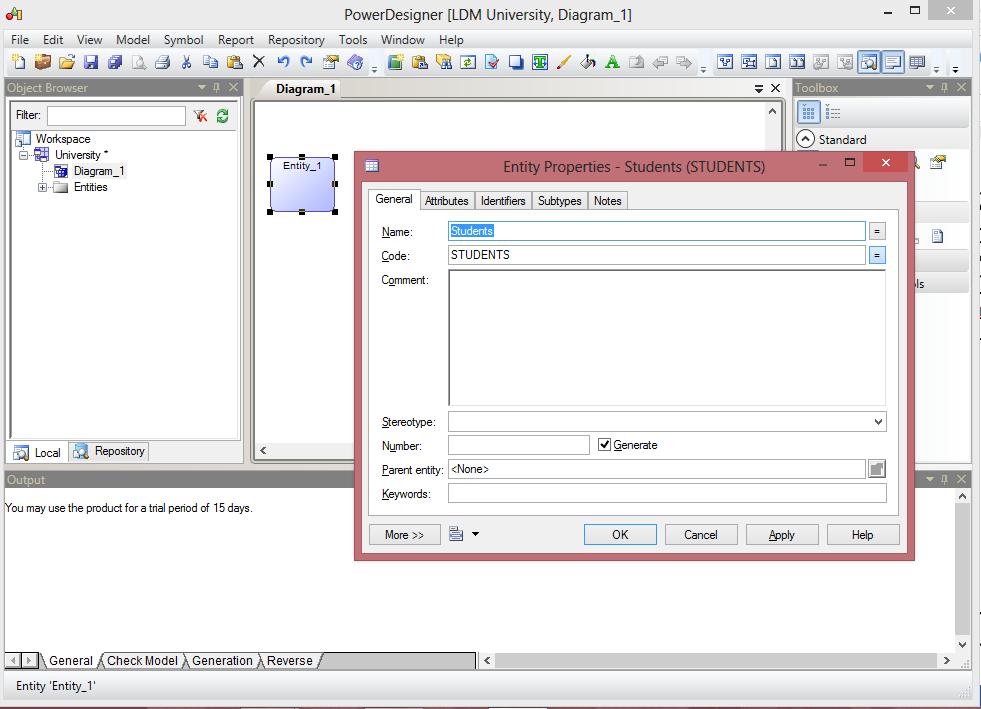 PowerDesigner [LDM University, Diagram_1]
File Edit View Model Symbol Report Repository Tools Window Help
Object Browser
Filter:
Workspace
University *
Diagram_1
Entities
Local Repository
Diagram_1
Entity_1
Toolbox
Standard
Entity Properties - Students (STUDENTS)
General Attributes Identifiers Subtypes Notes
Name: Students =
Code: STUDENTS =
Comment:
Stereotype:
Number: Generate
Parent entity: <None>
Keywords:
More >> OK Cancel Apply Help
Output
You may use the product for a trial period of 15 days.
General Check Model Generation Reverse
Entity 'Entity_1'